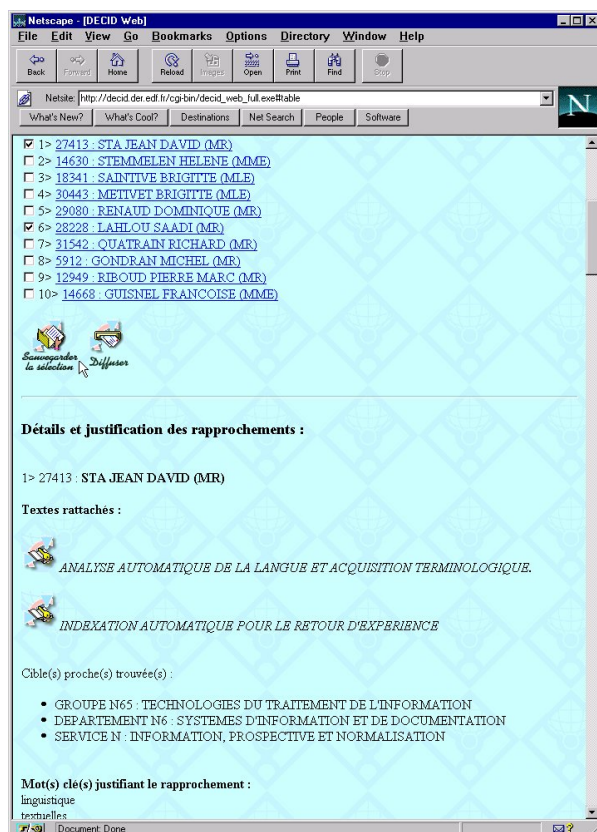 Netscape - [DECID Web]
File Edit View Go Bookmarks Options Directory Window Help
Back Forward Home Reload Images Open Print Find Stop
Netsite: http://decid.der.edf.fr/cgi-bin/decid_web_full.exe#table
N
What's New? What's Cool? Destinations Net Search People Software
1> 27413 : STA JEAN DAVID (MR)
2> 14630 : STEMMELEN HELENE (MME)
3> 18341 : SAINTIVE BRIGITTE (MLE)
4> 30443 : METIVET BRIGITTE (MLE)
5> 29080 : RENAUD DOMINIQUE (MR)
6> 28228 : LAHLOU SAADI (MR)
7> 31542 : QUATRAIN RICHARD (MR)
8> 5912 : GONDRAN MICHEL (MR)
9> 12949 : RIBOUD PIERRE MARC (MR)
10> 14668 : GUISNEL FRANCOISE (MME)
Sauvegarder
la sélection
Diffuser
Détails et justification des rapprochements :
1> 27413 : STA JEAN DAVID (MR)
Textes rattachés :
ANALYSE AUTOMATIQUE DE LA LANGUE ET ACQUISITION TERMINOLOGIQUE.
INDEXATION AUTOMATIQUE POUR LE RETOUR D'EXPERIENCE
Cible(s) proche(s) trouvée(s) :
• GROUPE N65 : TECHNOLOGIES DU TRAITEMENT DE L'INFORMATION
• DEPARTEMENT N6 : SYSTEMES D'INFORMATION ET DE DOCUMENTATION
• SERVICE N : INFORMATION, PROSPECTIVE ET NORMALISATION
Mot(s) clé(s) justifiant le rapprochement :
linguistique
textuelles
Document: Done